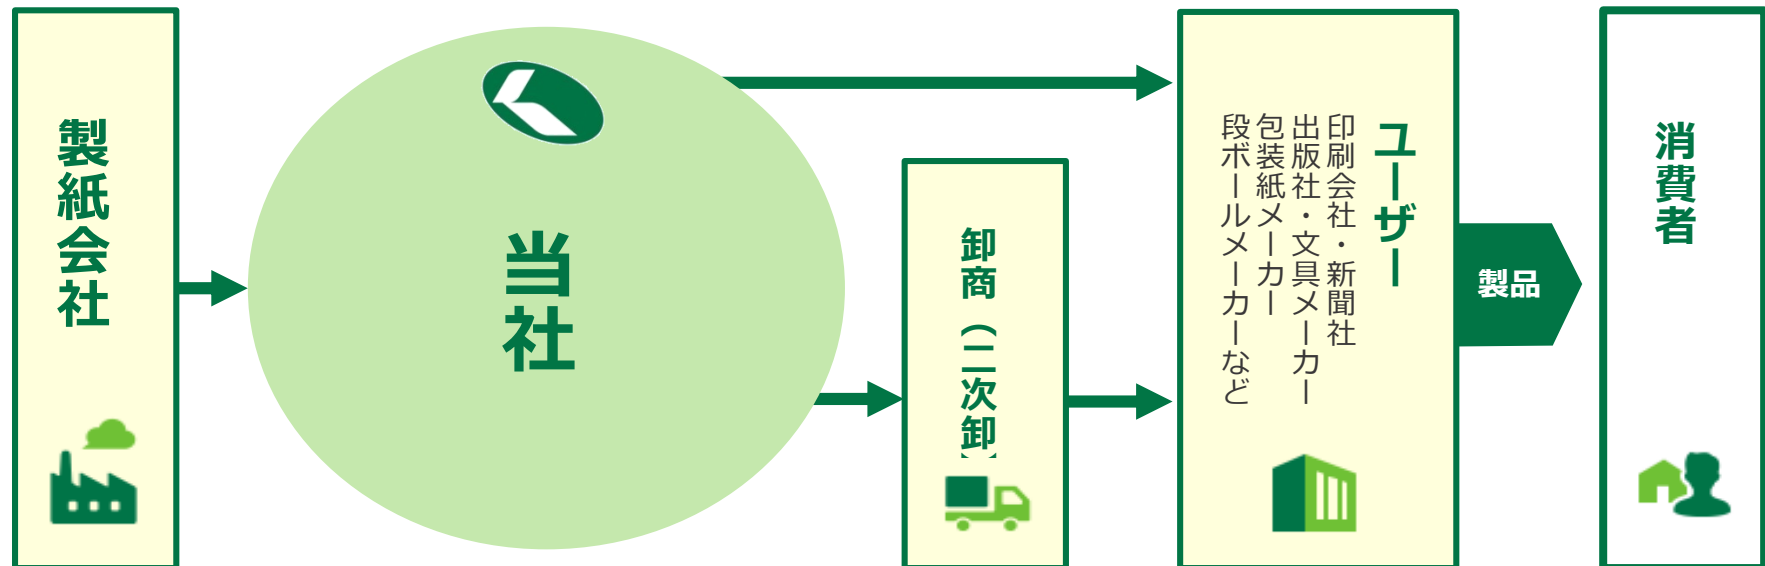 製紙会社
当社
卸商（二次卸）
ユーザー
印刷会社・新聞社
出版社・文具メーカー
包装紙メーカー
段ボールメーカーなど
製品
消費者